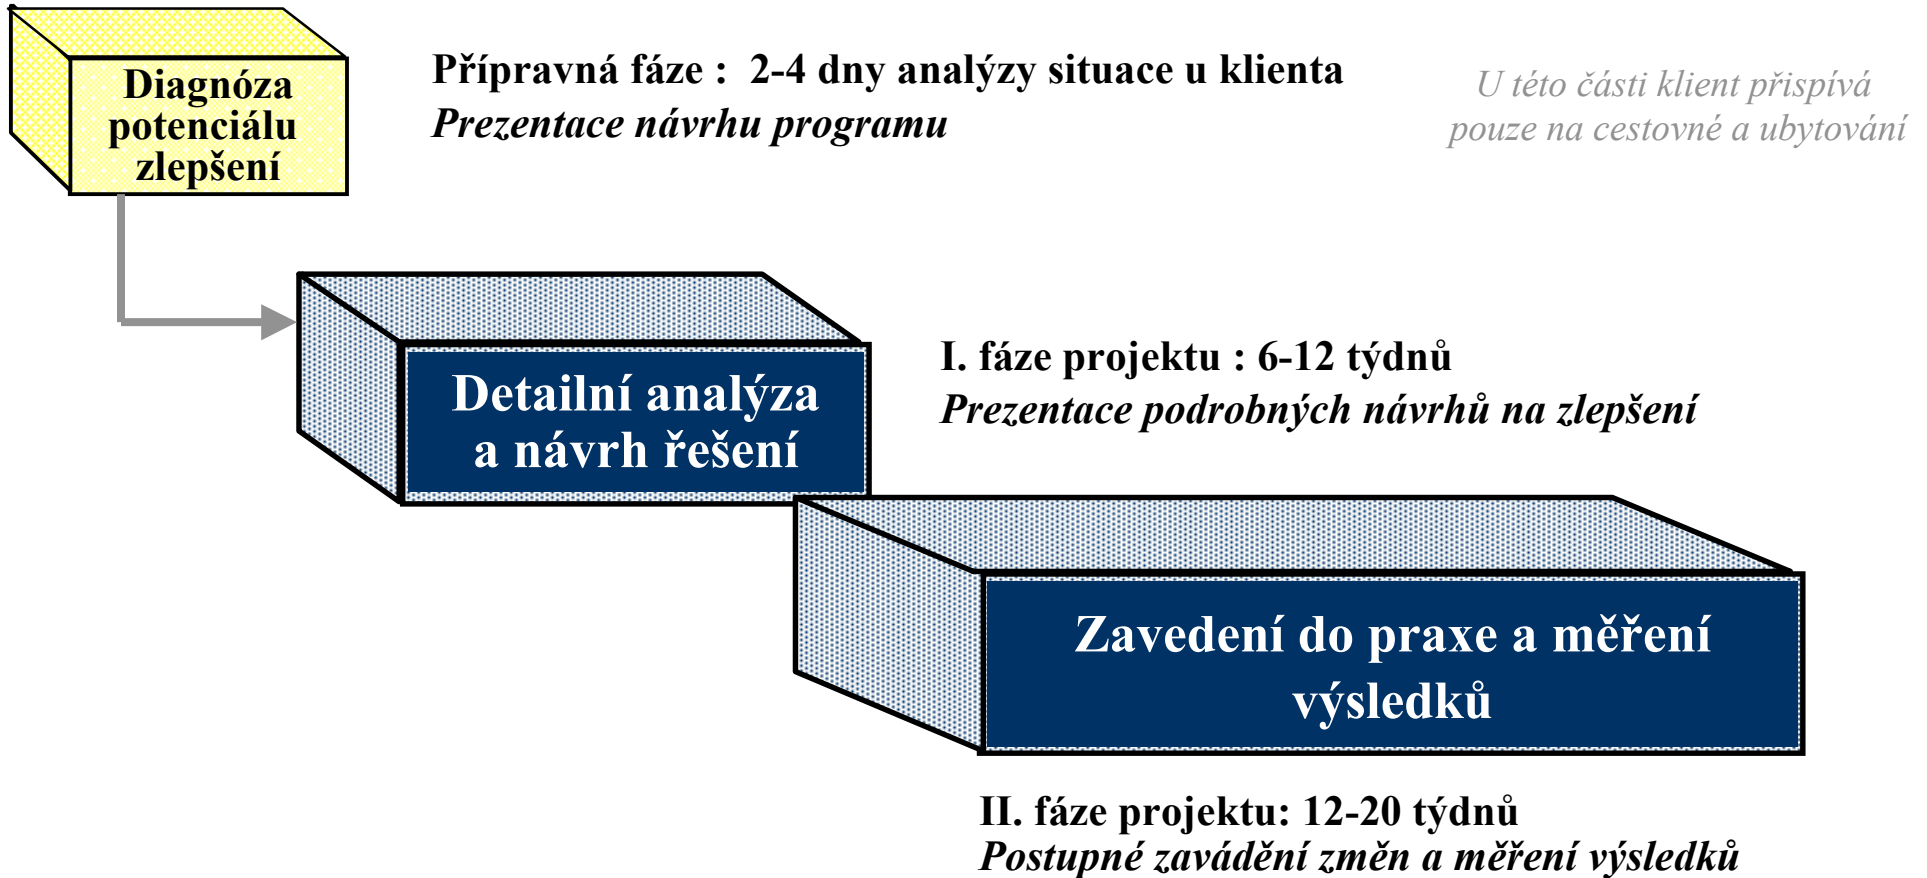 Diagnóza
potenciálu
zlepšení
Přípravná fáze : 2-4 dny analýzy situace u klienta
Prezentace návrhu programu
U této části klient přispívá
pouze na cestovné a ubytování
Detailní analýza
a návrh řešení
I. fáze projektu : 6-12 týdnů
Prezentace podrobných návrhů na zlepšení
Zavedení do praxe a měření
výsledků
II. fáze projektu: 12-20 týdnů
Postupné zavádění změn a měření výsledků